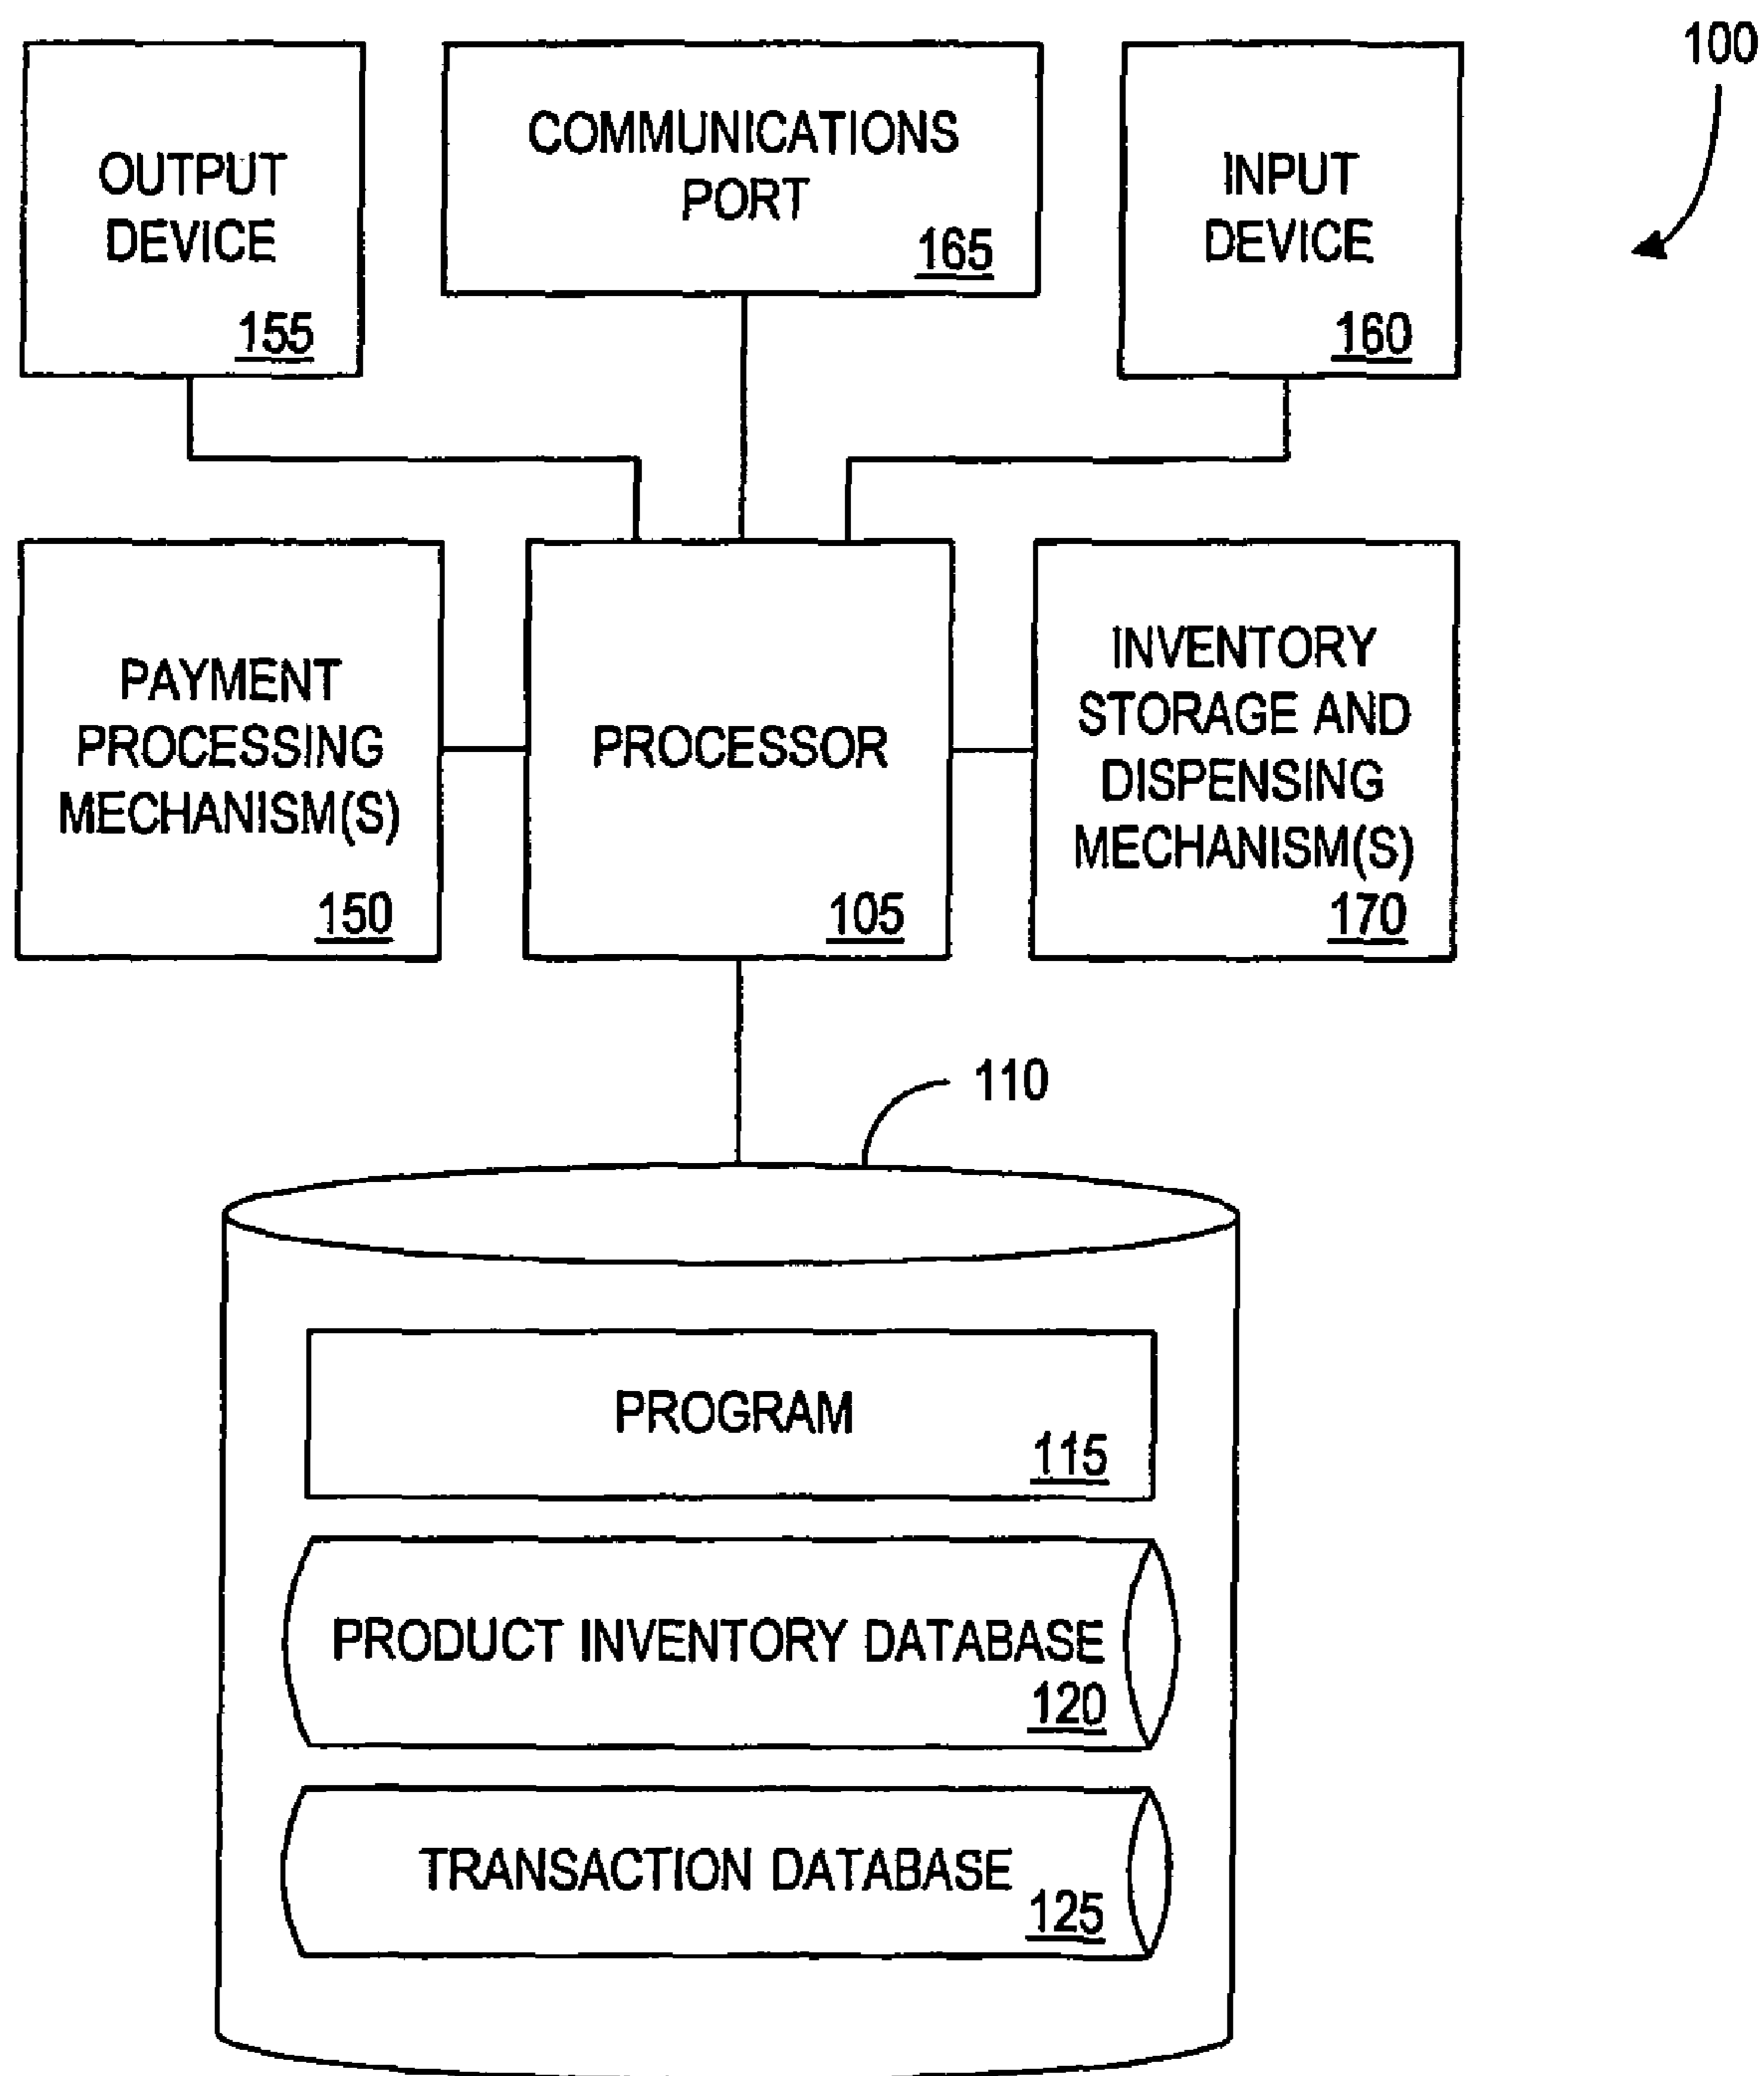 100
OUTPUT
DEVICE
155
COMMUNICATIONS
PORT
165
INPUT
DEVICE
160
PAYMENT
PROCESSING
MECHANISM(S)
150
PROCESSOR
105
INVENTORY
STORAGE AND
DISPENSING
MECHANISM(S)
170
110
PROGRAM
115
PRODUCT INVENTORY DATABASE
120
TRANSACTION DATABASE
125